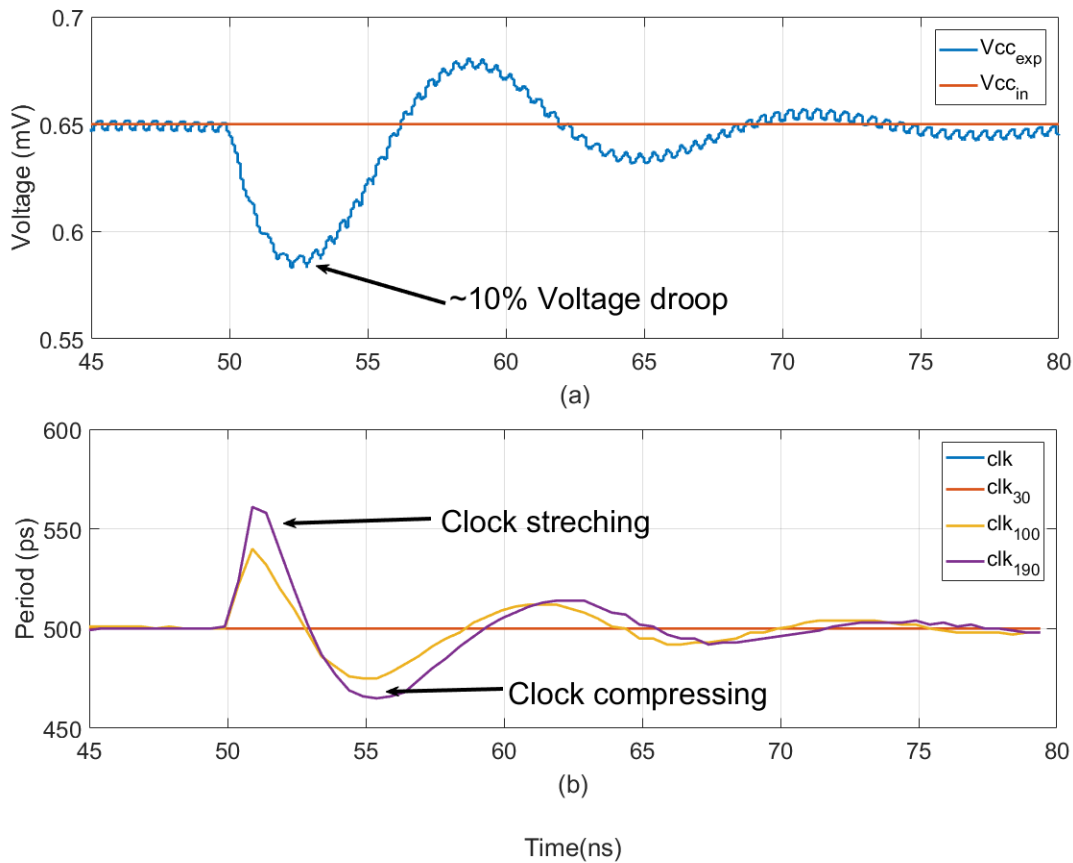 0.7
0.65
0.6
0.55
Voltage (mV)
Vcc_exp
Vcc_in
~10% Voltage droop
45 50 55 60 65 70 75 80
(a)
600
550
500
450
Period (ps)
clk
clk_30
clk_100
clk_190
Clock streching
Clock compressing
45 50 55 60 65 70 75 80
(b)
Time(ns)